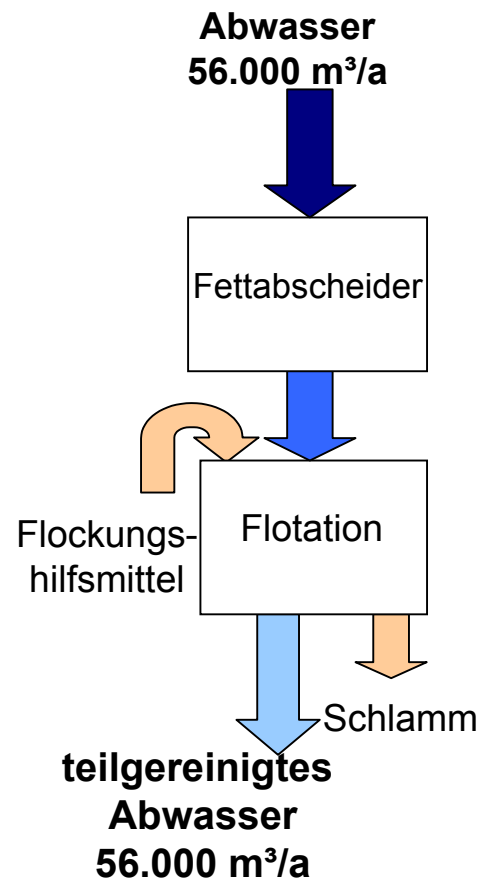 Abwasser
56.000 m³/a
Fettabscheider
Flockungs-
hilfsmittel
Flotation
Schlamm
teilgereinigtes
Abwasser
56.000 m³/a